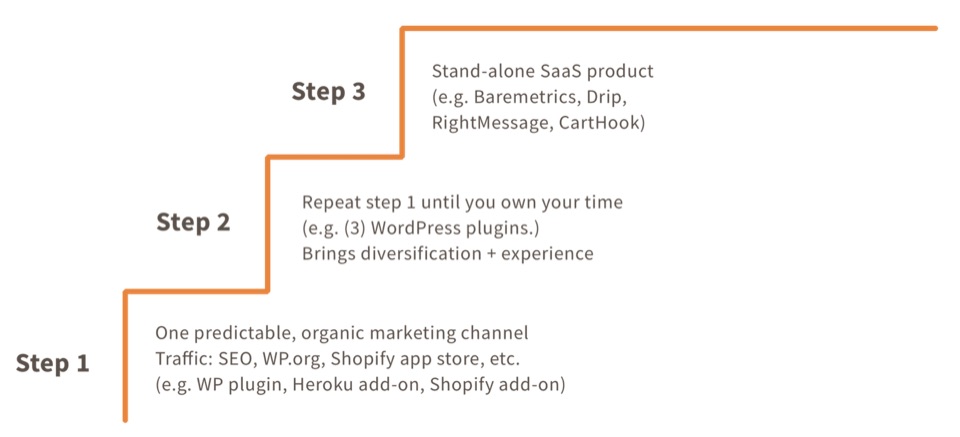 Step 3
Stand-alone SaaS product
(e.g. Baremetrics, Drip,
RightMessage, CartHook)
Step 2
Repeat step 1 until you own your time
(e.g. (3) WordPress plugins.)
Brings diversification + experience
Step 1
One predictable, organic marketing channel
Traffic: SEO, WP.org, Shopify app store, etc.
(e.g. WP plugin, Heroku add-on, Shopify add-on)